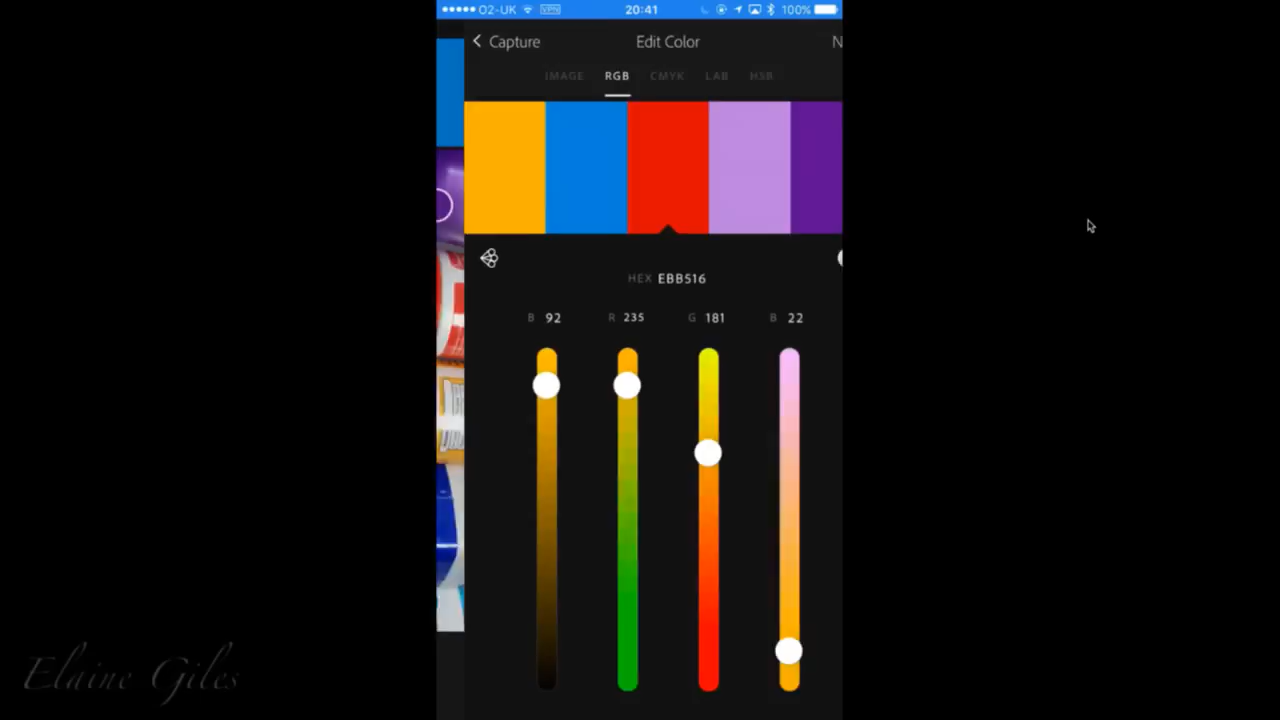 O2-UK VPN 20:41 100%
Capture Edit Color N
IMAGE RGB CMYK LAB HSB
HEX EBB516
B 92 R 235 G 181 B 22
Elaine Giles